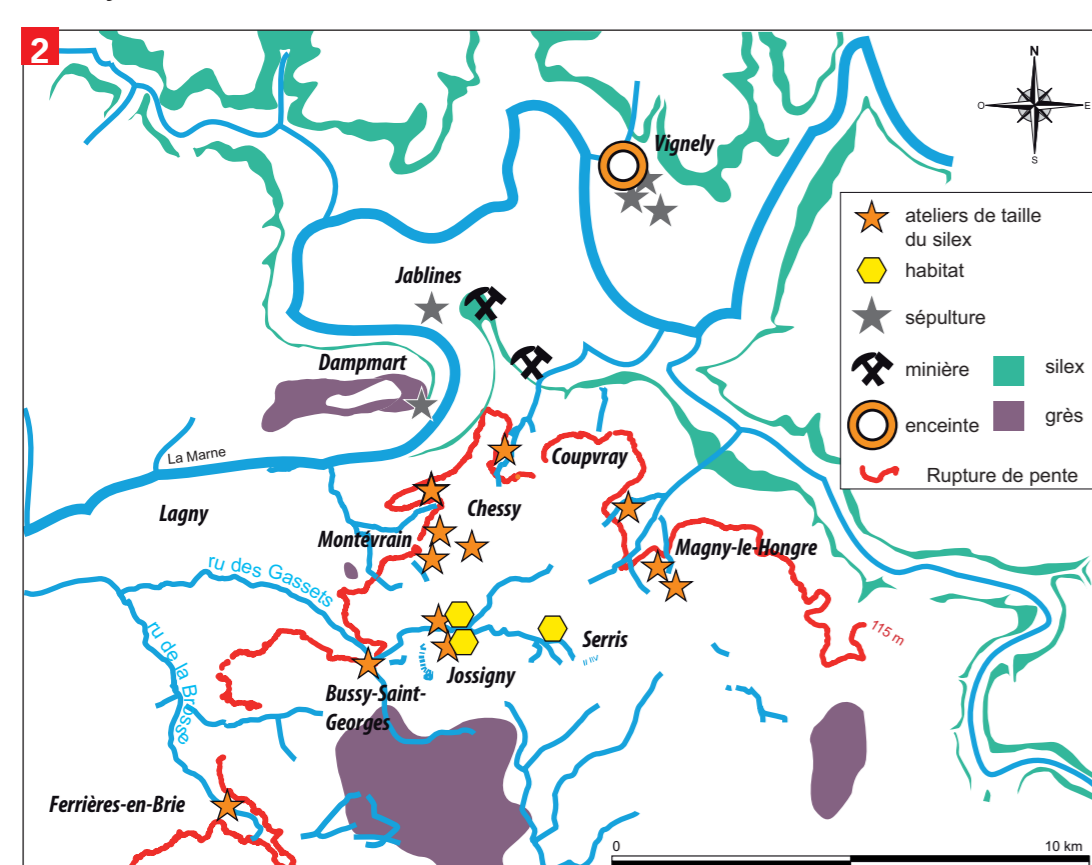 2
N
O
E
S
Vignely
ateliers de taille
du silex
habitat
sépulture
minière
silex
enceinte
grès
Rupture de pente
Jablines
Dampmart
La Marne
Lagny
Coupvray
Chessy
Montévrain
Magny-le-Hongre
ru des Gassets
ru de la Brosse
115 m
Serris
Jossigny
Bussy-Saint-
Georges
Ferrières-en-Brie
0
10 km